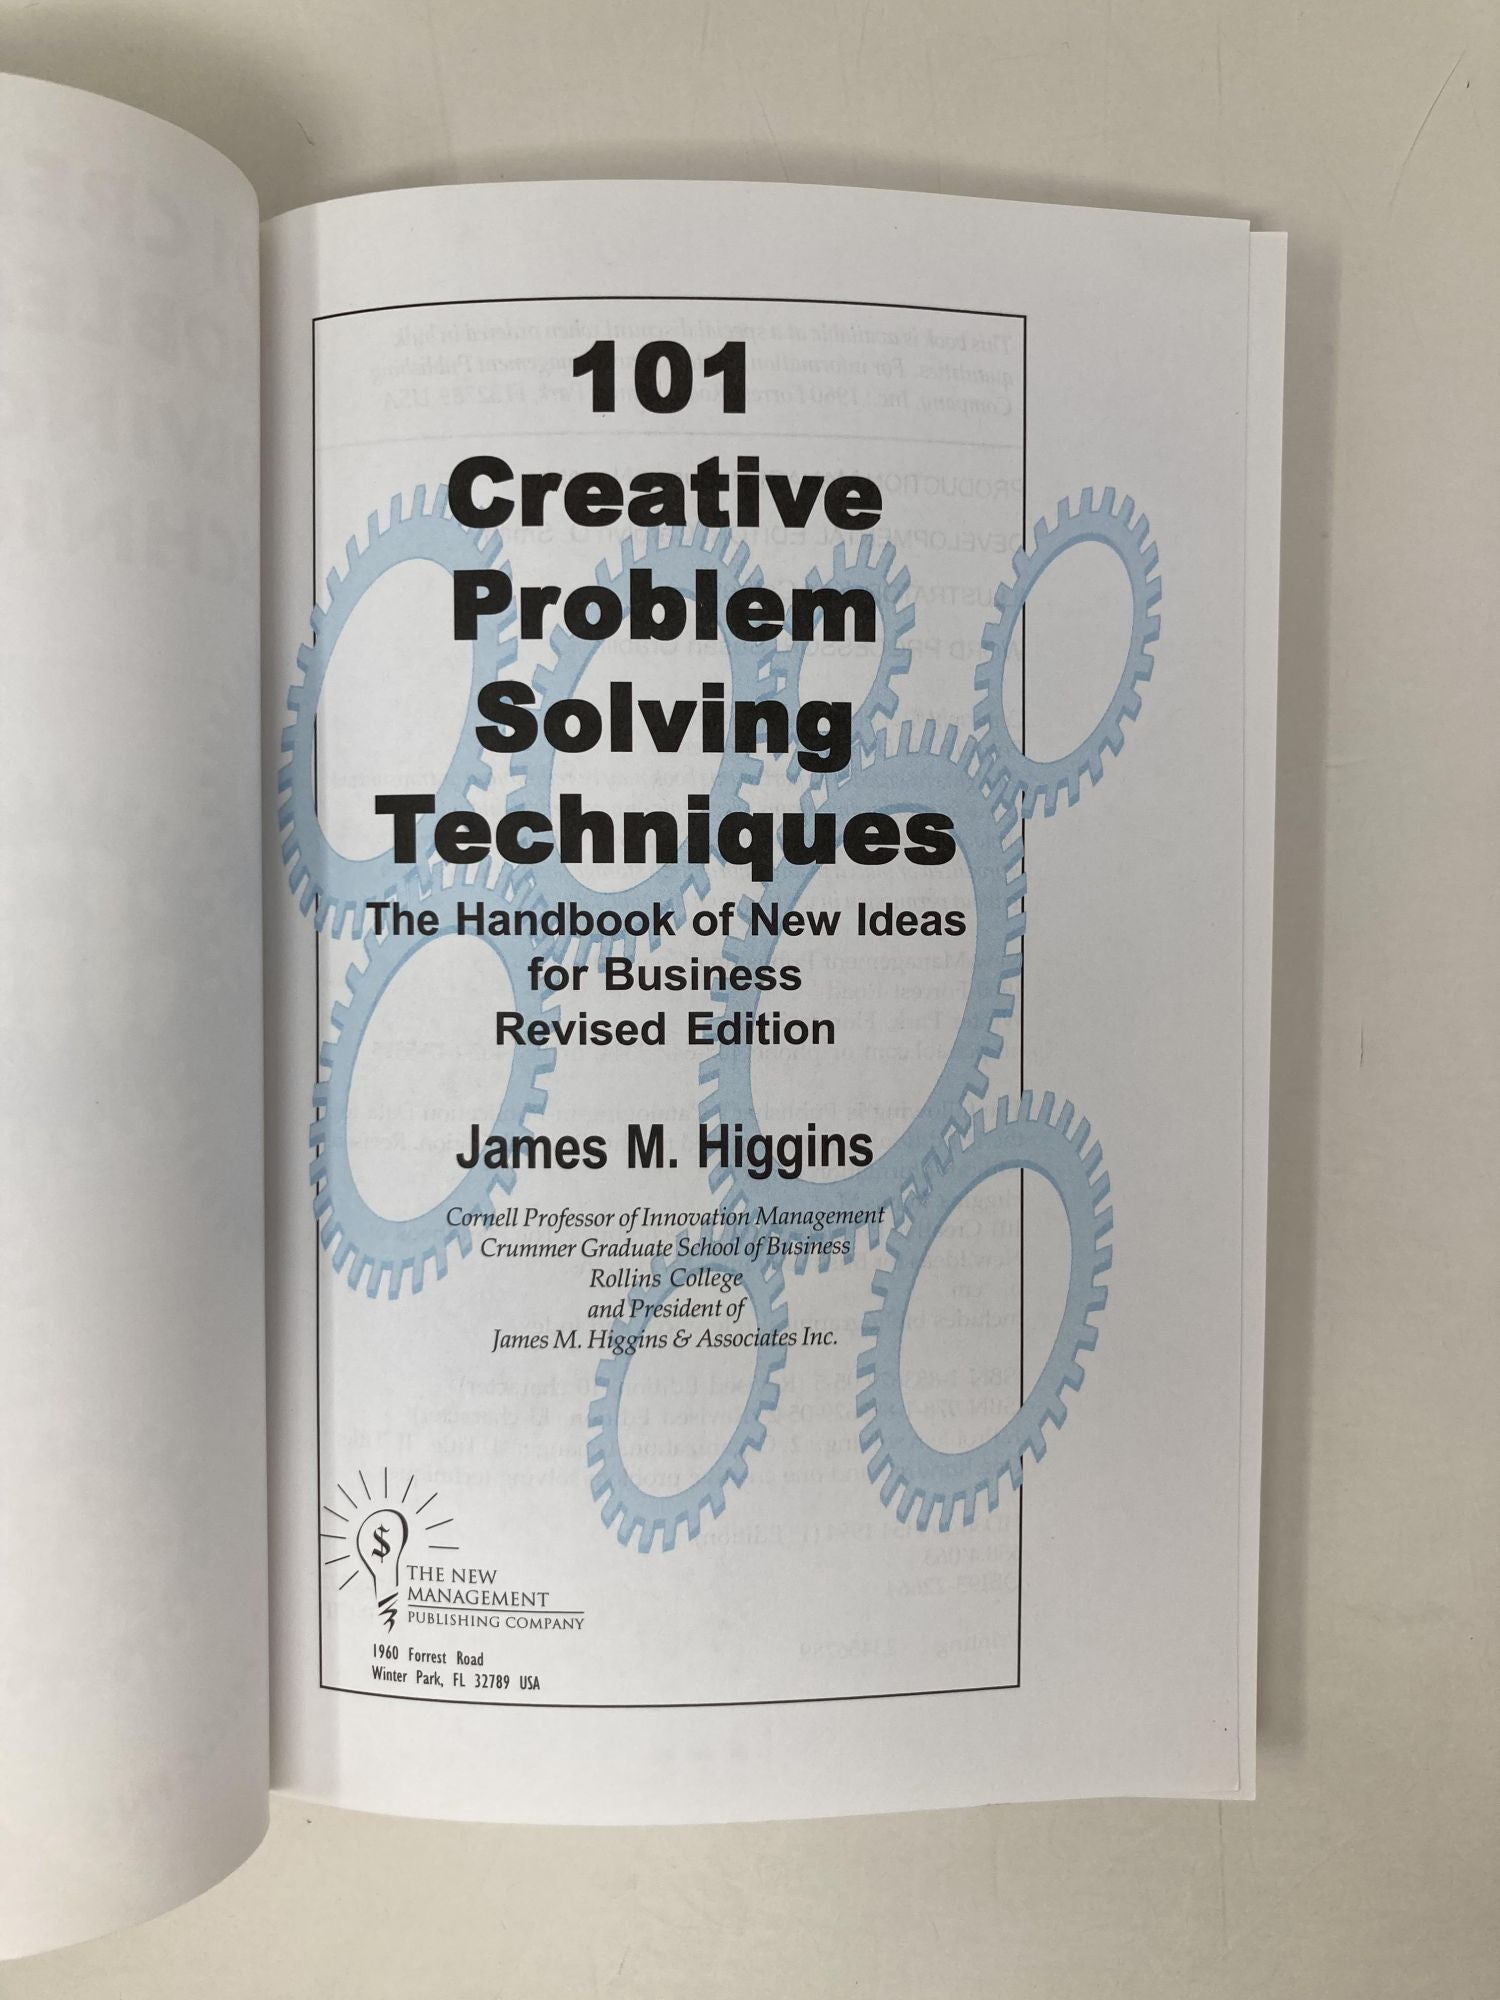 101
Creative
Problem
Solving
Techniques
The Handbook of New Ideas
for Business
Revised Edition
James M. Higgins
Cornell Professor of Innovation Management
Crummer Graduate School of Business
Rollins College
and President of
James M. Higgins & Associates Inc.
$
THE NEW
MANAGEMENT
PUBLISHING COMPANY
1960 Forrest Road
Winter Park, FL 32789 USA